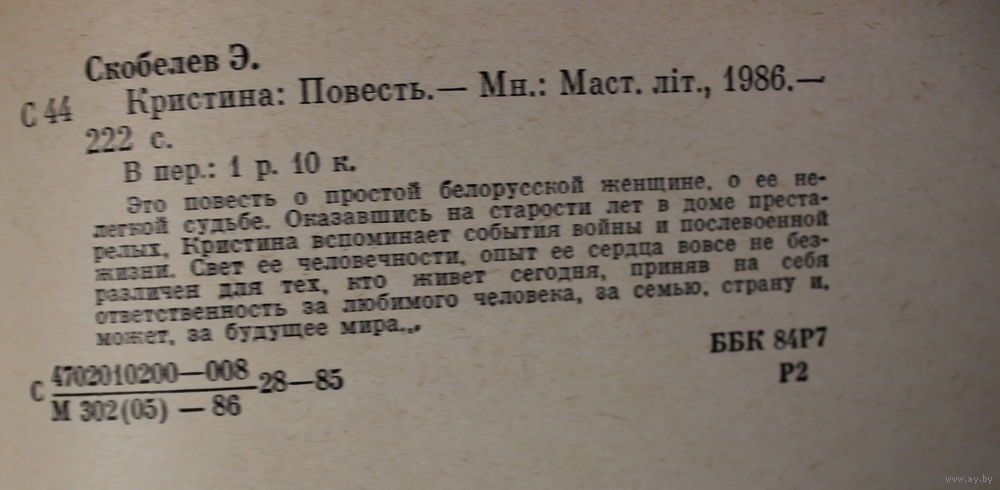 Скобелев Э.
С 44 Кристина: Повесть.— Мн.: Маст. літ., 1986.—
222 с.
В пер.: 1 р. 10 к.
Это повесть о простой белорусской женщине, о ее не-
легкой судьбе. Оказавшись на старости лет в доме преста-
релых, Кристина вспоминает события войны и послевоенной
жизни. Свет ее человечности, опыт ее сердца вовсе не без-
различен для тех, кто живет сегодня, приняв на себя
ответственность за любимого человека, за семью, страну и,
может, за будущее мира...
С 4702010200—008 28—85
М 302(05) — 86
ББК 84Р7
Р2
www.ay.by